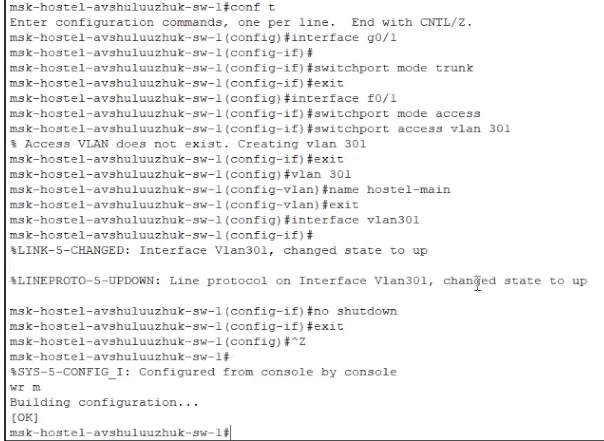 msk-hostel-avshuluuzhuk-sw-1#conf t
Enter configuration commands, one per line.  End with CNTL/Z.
msk-hostel-avshuluuzhuk-sw-1(config)#interface g0/1
msk-hostel-avshuluuzhuk-sw-1(config-if)#
msk-hostel-avshuluuzhuk-sw-1(config-if)#switchport mode trunk
msk-hostel-avshuluuzhuk-sw-1(config-if)#exit
msk-hostel-avshuluuzhuk-sw-1(config)#interface f0/1
msk-hostel-avshuluuzhuk-sw-1(config-if)#switchport mode access
msk-hostel-avshuluuzhuk-sw-1(config-if)#switchport access vlan 301
% Access VLAN does not exist. Creating vlan 301
msk-hostel-avshuluuzhuk-sw-1(config-if)#exit
msk-hostel-avshuluuzhuk-sw-1(config)#vlan 301
msk-hostel-avshuluuzhuk-sw-1(config-vlan)#name hostel-main
msk-hostel-avshuluuzhuk-sw-1(config-vlan)#exit
msk-hostel-avshuluuzhuk-sw-1(config)#interface vlan301
msk-hostel-avshuluuzhuk-sw-1(config-if)#
%LINK-5-CHANGED: Interface Vlan301, changed state to up
%LINEPROTO-5-UPDOWN: Line protocol on Interface Vlan301, changed state to up
msk-hostel-avshuluuzhuk-sw-1(config-if)#no shutdown
msk-hostel-avshuluuzhuk-sw-1(config-if)#exit
msk-hostel-avshuluuzhuk-sw-1(config)#^Z
msk-hostel-avshuluuzhuk-sw-1#
%SYS-5-CONFIG_I: Configured from console by console
wr m
Building configuration...
[OK]
msk-hostel-avshuluuzhuk-sw-1#